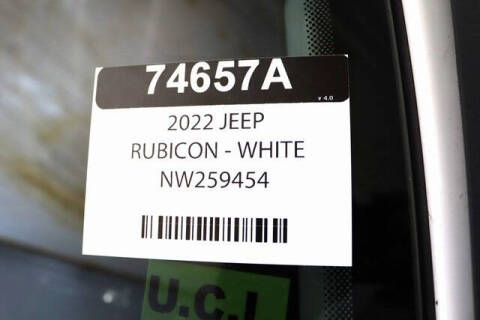 74657A
v 4.0
2022 JEEP
RUBICON - WHITE
NW259454
U.C.I